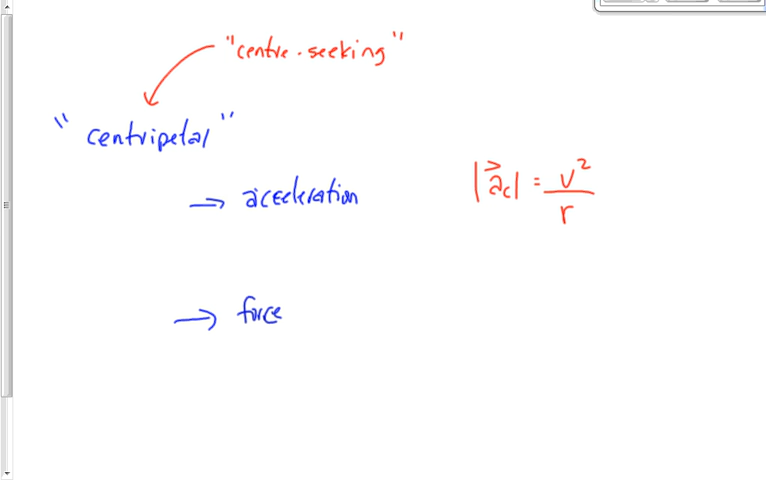 "centre-seeking"
"centripetal"
→ acceleration
|a⃗c| = v²/r
→ force